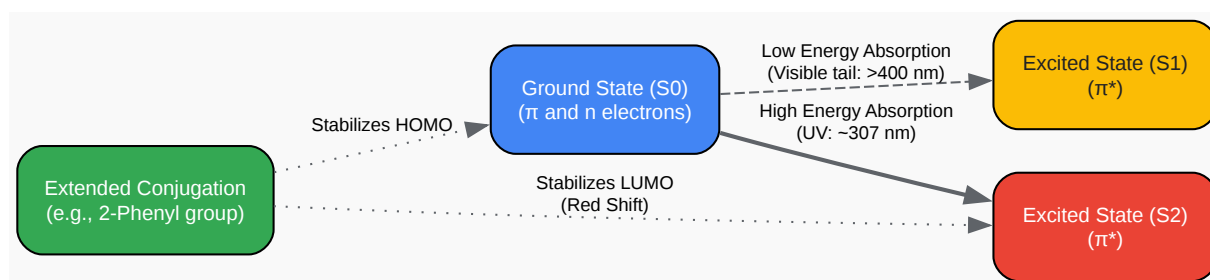 Extended Conjugation
(e.g., 2-Phenyl group)
Stabilizes HOMO
Ground State (S0)
(π and n electrons)
Stabilizes LUMO
(Red Shift)
Low Energy Absorption
(Visible tail: >400 nm)
High Energy Absorption
(UV: ~307 nm)
Excited State (S1)
(π*)
Excited State (S2)
(π*)